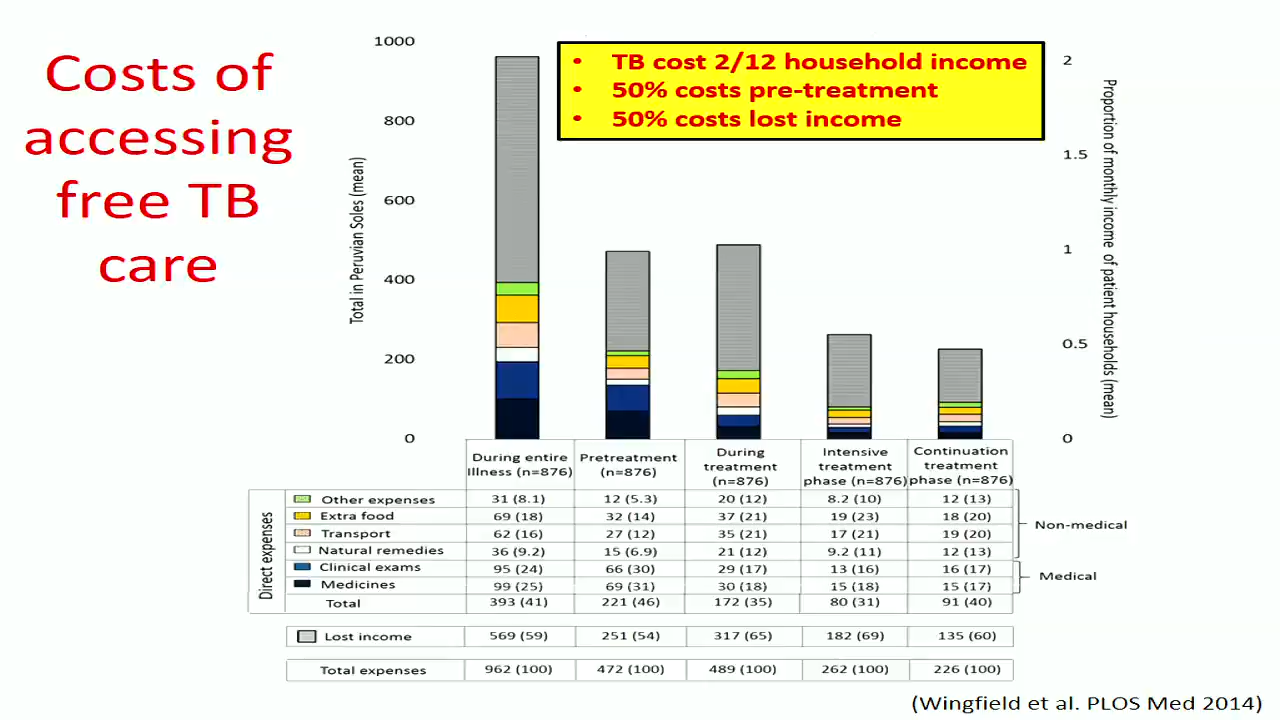 Costs of
accessing
free TB
care
• TB cost 2/12 household income
• 50% costs pre-treatment
• 50% costs lost income
Total in Peruvian Soles (mean)
1000
800
600
400
200
0
Proportion of monthly income of patient households (mean)
2
1.5
1
0.5
0
During entire Illness (n=876)
Pretreatment (n=876)
During treatment (n=876)
Intensive treatment phase (n=876)
Continuation treatment phase (n=876)
Direct expenses
Other expenses 31 (8.1) 12 (5.3) 20 (12) 8.2 (10) 12 (13)
Extra food 69 (18) 32 (14) 37 (21) 19 (23) 18 (20)
Transport 62 (16) 27 (12) 35 (21) 17 (21) 19 (20)
Natural remedies 36 (9.2) 15 (6.9) 21 (12) 9.2 (11) 12 (13)
Clinical exams 95 (24) 66 (30) 29 (17) 13 (16) 16 (17)
Medicines 99 (25) 69 (31) 30 (18) 15 (18) 15 (17)
Total 393 (41) 221 (46) 172 (35) 80 (31) 91 (40)
Non-medical
Medical
Lost income 569 (59) 251 (54) 317 (65) 182 (69) 135 (60)
Total expenses 962 (100) 472 (100) 489 (100) 262 (100) 226 (100)
(Wingfield et al. PLOS Med 2014)